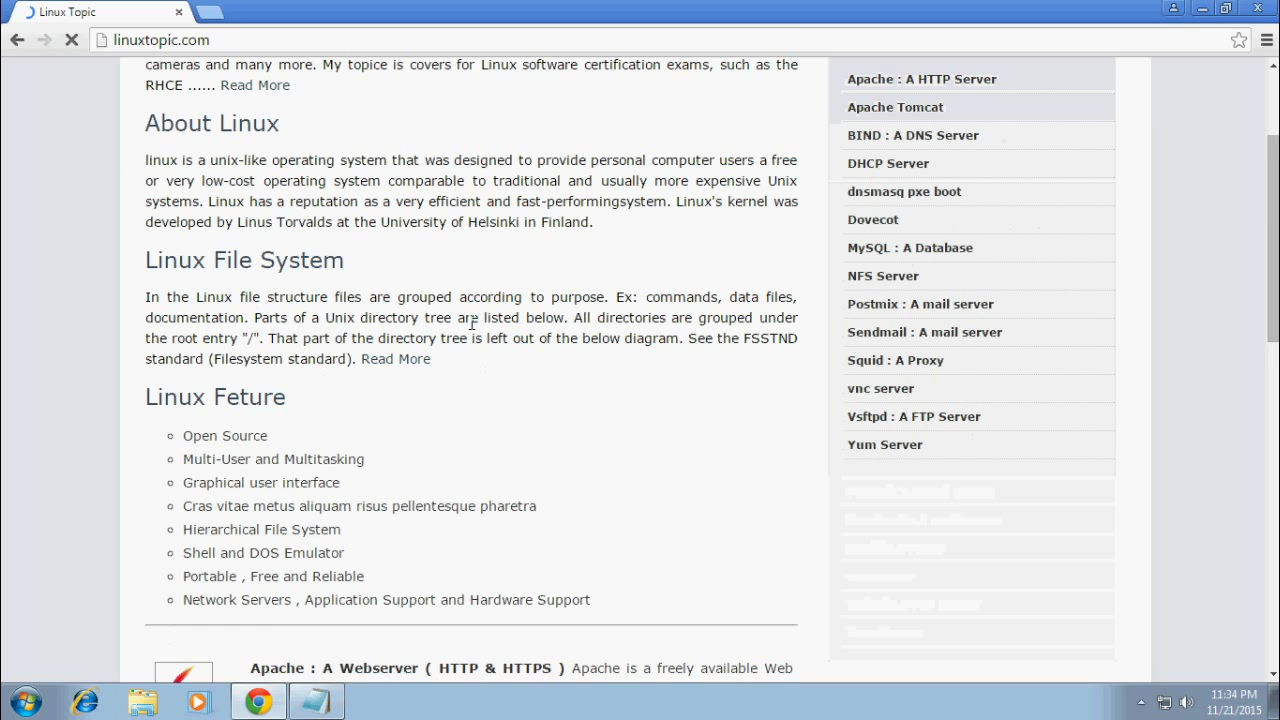 Linux Topic
linuxtopic.com
cameras and many more. My topice is covers for Linux software certification exams, such as the
RHCE ...... Read More
About Linux
linux is a unix-like operating system that was designed to provide personal computer users a free
or very low-cost operating system comparable to traditional and usually more expensive Unix
systems. Linux has a reputation as a very efficient and fast-performingsystem. Linux's kernel was
developed by Linus Torvalds at the University of Helsinki in Finland.
Linux File System
In the Linux file structure files are grouped according to purpose. Ex: commands, data files,
documentation. Parts of a Unix directory tree are listed below. All directories are grouped under
the root entry "/". That part of the directory tree is left out of the below diagram. See the FSSTND
standard (Filesystem standard). Read More
Linux Feture
Open Source
Multi-User and Multitasking
Graphical user interface
Cras vitae metus aliquam risus pellentesque pharetra
Hierarchical File System
Shell and DOS Emulator
Portable , Free and Reliable
Network Servers , Application Support and Hardware Support
Apache : A Webserver ( HTTP & HTTPS ) Apache is a freely available Web
Apache : A HTTP Server
Apache Tomcat
BIND : A DNS Server
DHCP Server
dnsmasq pxe boot
Dovecot
MySQL : A Database
NFS Server
Postmix : A mail server
Sendmail : A mail server
Squid : A Proxy
vnc server
Vsftpd : A FTP Server
Yum Server
11:34 PM
11/21/2015